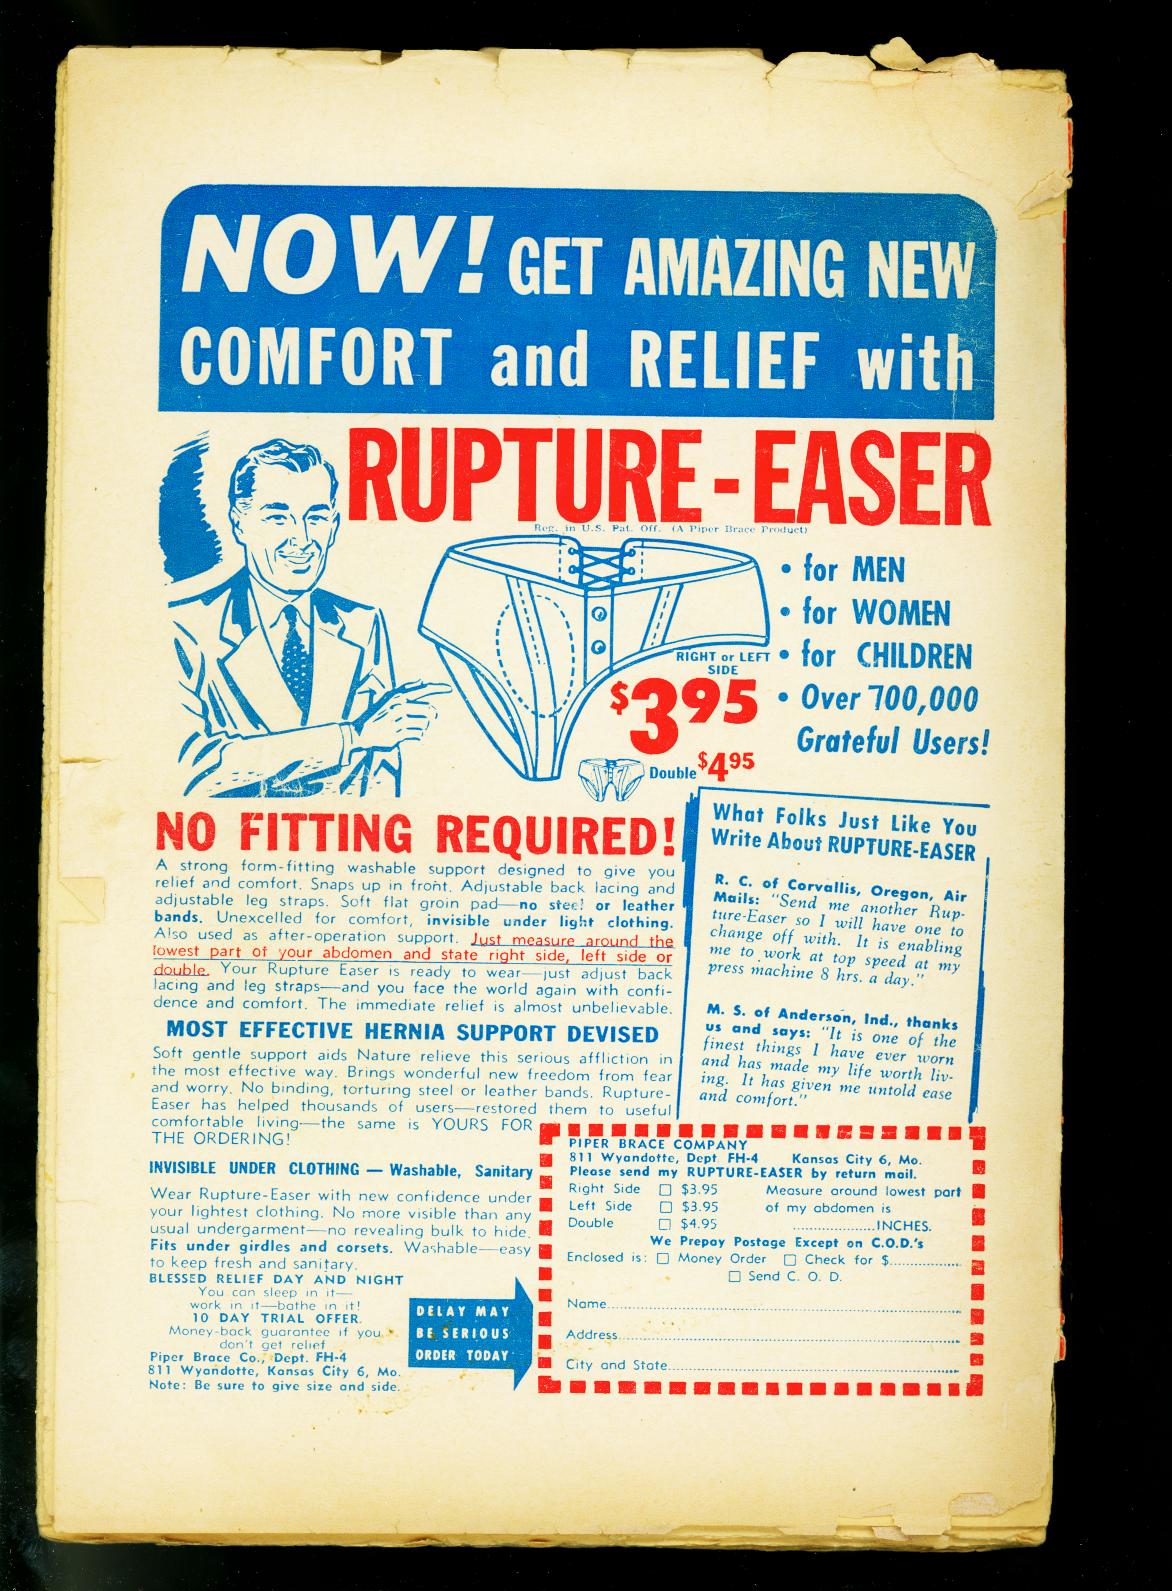 NOW! GET AMAZING NEW
COMFORT and RELIEF with
RUPTURE-EASER
Reg. in U.S. Pat. Off. (A Piper Brace Product)
• for MEN
• for WOMEN
• for CHILDREN
• Over 700,000
Grateful Users!
RIGHT or LEFT
SIDE
$3.95
Double $4.95
NO FITTING REQUIRED!
A strong form-fitting washable support designed to give you
relief and comfort. Snaps up in front. Adjustable back lacing and
adjustable leg straps. Soft flat groin pad—no steel or leather
bands. Unexcelled for comfort, invisible under light clothing.
Also used as after-operation support. Just measure around the
lowest part of your abdomen and state right side, left side or
double. Your Rupture Easer is ready to wear—just adjust back
lacing and leg straps—and you face the world again with confi-
dence and comfort. The immediate relief is almost unbelievable.
MOST EFFECTIVE HERNIA SUPPORT DEVISED
Soft gentle support aids Nature relieve this serious affliction in
the most effective way. Brings wonderful new freedom from fear
and worry. No binding, torturing steel or leather bands. Rupture-
Easer has helped thousands of users—restored them to useful
comfortable living—the same is YOURS FOR
THE ORDERING!
INVISIBLE UNDER CLOTHING — Washable, Sanitary
Wear Rupture-Easer with new confidence under
your lightest clothing. No more visible than any
usual undergarment—no revealing bulk to hide.
Fits under girdles and corsets. Washable—easy
to keep fresh and sanitary.
BLESSED RELIEF DAY AND NIGHT
You can sleep in it—
work in it—bathe in it!
10 DAY TRIAL OFFER.
Money-back guarantee if you
don't get relief
Piper Brace Co., Dept. FH-4
811 Wyandotte, Kansas City 6, Mo.
Note: Be sure to give size and side.
DELAY MAY
BE SERIOUS
ORDER TODAY
What Folks Just Like You
Write About RUPTURE-EASER
R. C. of Corvallis, Oregon, Air
Mails: "Send me another Rup-
ture-Easer so I will have one to
change off with. It is enabling
me to work at top speed at my
press machine 8 hrs. a day."
M. S. of Anderson, Ind., thanks
us and says: "It is one of the
finest things I have ever worn
and has made my life worth liv-
ing. It has given me untold ease
and comfort."
PIPER BRACE COMPANY
811 Wyandotte, Dept FH-4 Kansas City 6, Mo.
Please send my RUPTURE-EASER by return mail.
Right Side □ $3.95 Measure around lowest part
Left Side □ $3.95 of my abdomen is
Double □ $4.95 ....................INCHES.
We Prepay Postage Except on C.O.D.'s
Enclosed is: □ Money Order □ Check for $..................
□ Send C. O. D.
Name..........................................................
Address.......................................................
City and State................................................